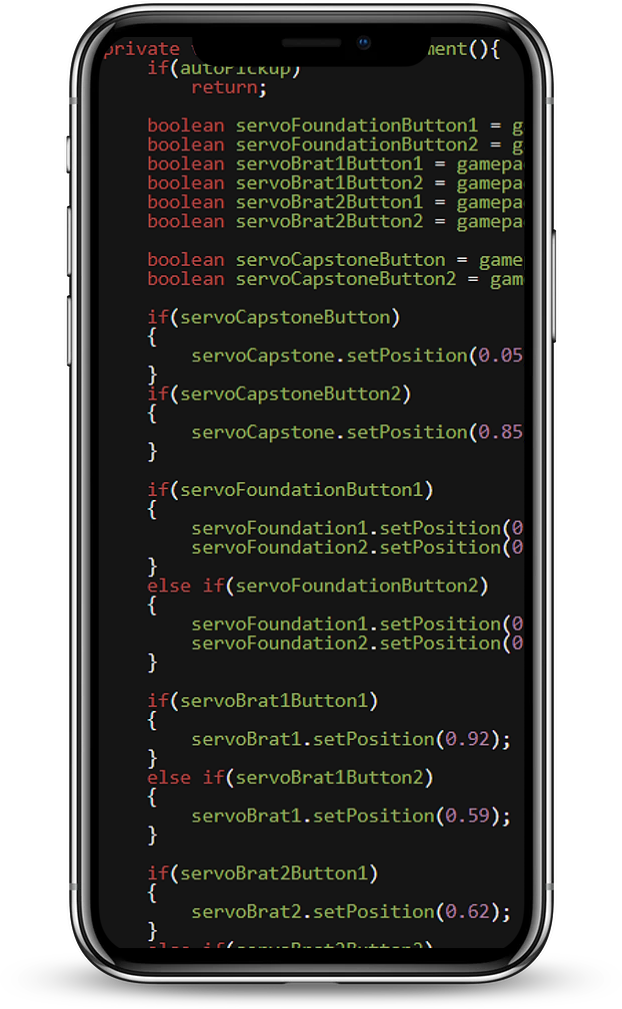 private ment(){
if(autoPickup)
return;
boolean servoFoundationButton1 = g
boolean servoFoundationButton2 = g
boolean servoBrat1Button1 = gamepa
boolean servoBrat1Button2 = gamepa
boolean servoBrat2Button1 = gamepa
boolean servoBrat2Button2 = gamepa
boolean servoCapstoneButton = game
boolean servoCapstoneButton2 = gam
if(servoCapstoneButton)
{
servoCapstone.setPosition(0.05
}
if(servoCapstoneButton2)
{
servoCapstone.setPosition(0.85
}
if(servoFoundationButton1)
{
servoFoundation1.setPosition(0
servoFoundation2.setPosition(0
}
else if(servoFoundationButton2)
{
servoFoundation1.setPosition(0
servoFoundation2.setPosition(0
}
if(servoBrat1Button1)
{
servoBrat1.setPosition(0.92);
}
else if(servoBrat1Button2)
{
servoBrat1.setPosition(0.59);
}
if(servoBrat2Button1)
{
servoBrat2.setPosition(0.62);
}
else if(servoBrat2Button2)